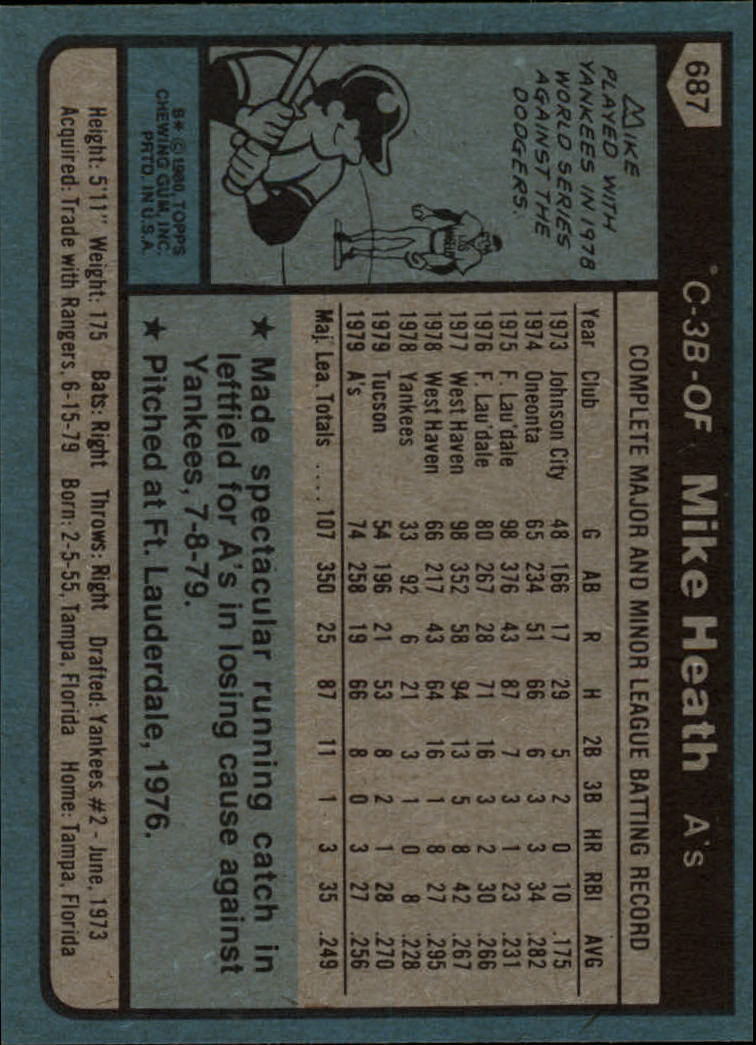 687
C-3B-OF Mike Heath A's
MIKE
PLAYED WITH
YANKEES IN 1978
WORLD SERIES
AGAINST THE
DODGERS.
B* © 1980 TOPPS
CHEWING GUM, INC.
PRTD. IN U.S.A.
COMPLETE MAJOR AND MINOR LEAGUE BATTING RECORD
Year Club G AB R H 2B 3B HR RBI AVG
1973 Johnson City 48 166 17 29 5 2 0 10 .175
1974 Oneonta 65 234 51 66 6 3 3 34 .282
1975 F. Lau'dale 98 376 43 87 7 3 1 23 .231
1976 F. Lau'dale 80 267 28 71 16 3 2 30 .266
1977 West Haven 98 352 58 94 13 5 8 42 .267
1978 West Haven 66 217 43 64 16 1 8 27 .295
1978 Yankees 33 92 6 21 3 1 0 8 .228
1979 Tucson 54 196 21 53 8 2 1 28 .270
1979 A's 74 258 19 66 8 0 3 27 .256
Maj. Lea. Totals .... 107 350 25 87 11 1 3 35 .249
★ Made spectacular running catch in
leftfield for A's in losing cause against
Yankees, 7-8-79.
★ Pitched at Ft. Lauderdale, 1976.
Height: 5'11" Weight: 175 Bats: Right Throws: Right Drafted: Yankees #2 - June, 1973
Acquired: Trade with Rangers, 6-15-79 Born: 2-5-55, Tampa, Florida Home: Tampa, Florida